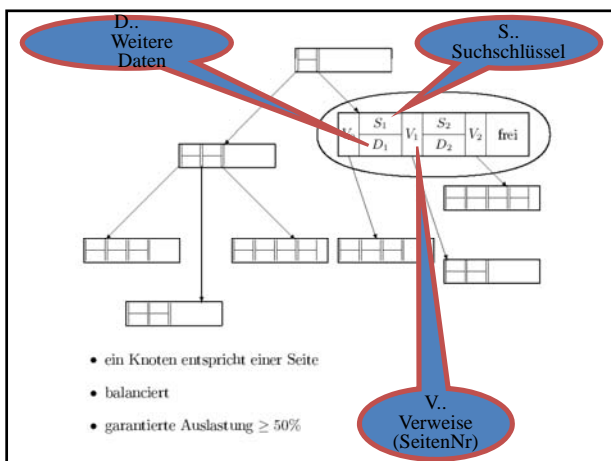 D..
Weitere
Daten
S..
Suchschlüssel
S₁
S₂
V₀
V₁
V₂
frei
D₁
D₂
• ein Knoten entspricht einer Seite
• balanciert
• garantierte Auslastung ≥ 50%
V..
Verweise
(SeitenNr)